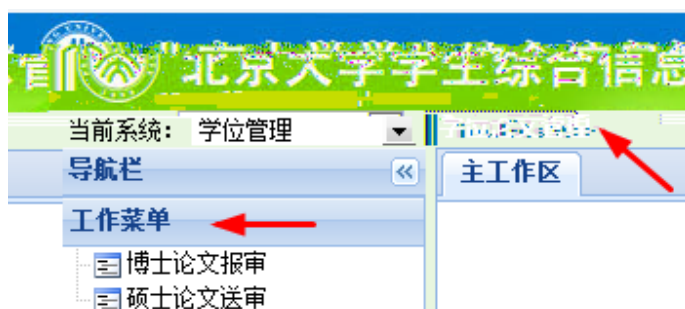 北京大学学生综合信息
当前系统： 学位管理
导航栏
主工作区
工作菜单
博士论文报审
硕士论文送审